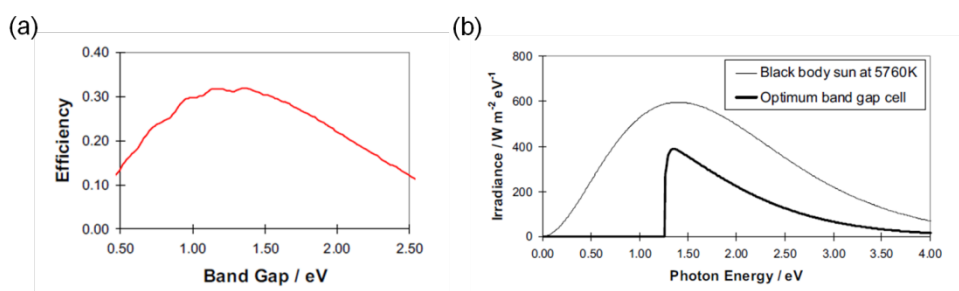 (a)
0.40
0.30
0.20
0.10
0.00
Efficiency
0.50 1.00 1.50 2.00 2.50
Band Gap / eV
(b)
800
600
400
200
0
Irradiance / W m⁻² eV⁻¹
Black body sun at 5760K
Optimum band gap cell
0.00 0.50 1.00 1.50 2.00 2.50 3.00 3.50 4.00
Photon Energy / eV